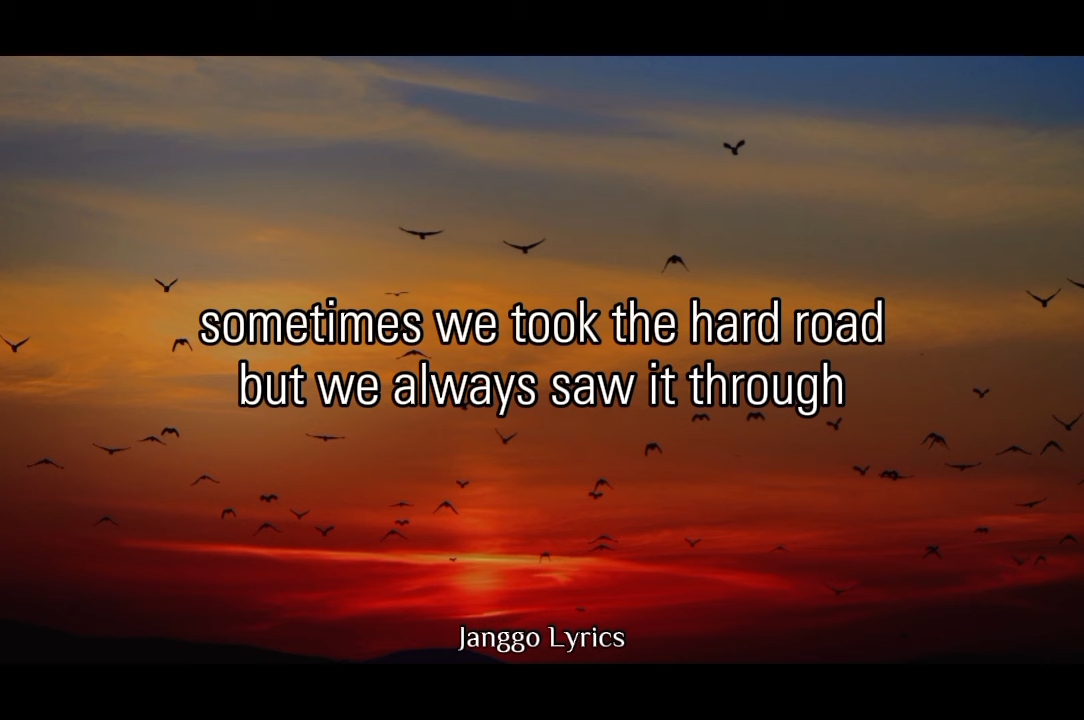 sometimes we took the hard road
but we always saw it through
Janggo Lyrics